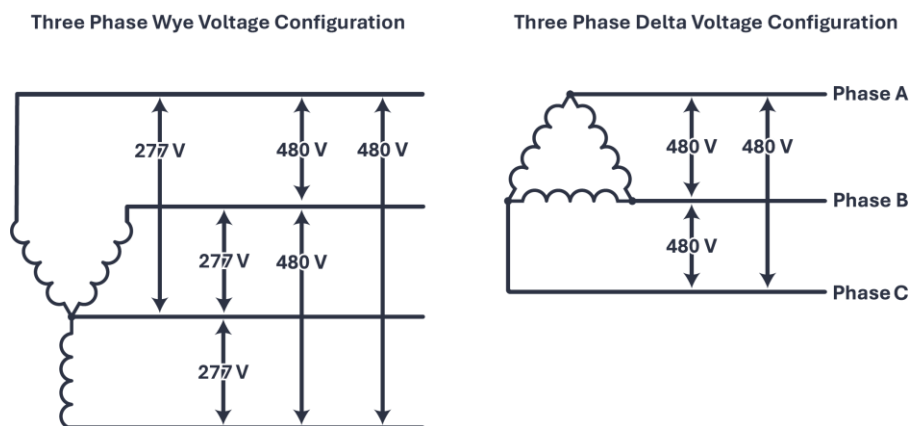 Three Phase Wye Voltage Configuration
277 V
480 V
480 V
277 V
480 V
277 V
Three Phase Delta Voltage Configuration
Phase A
480 V
480 V
Phase B
480 V
Phase C